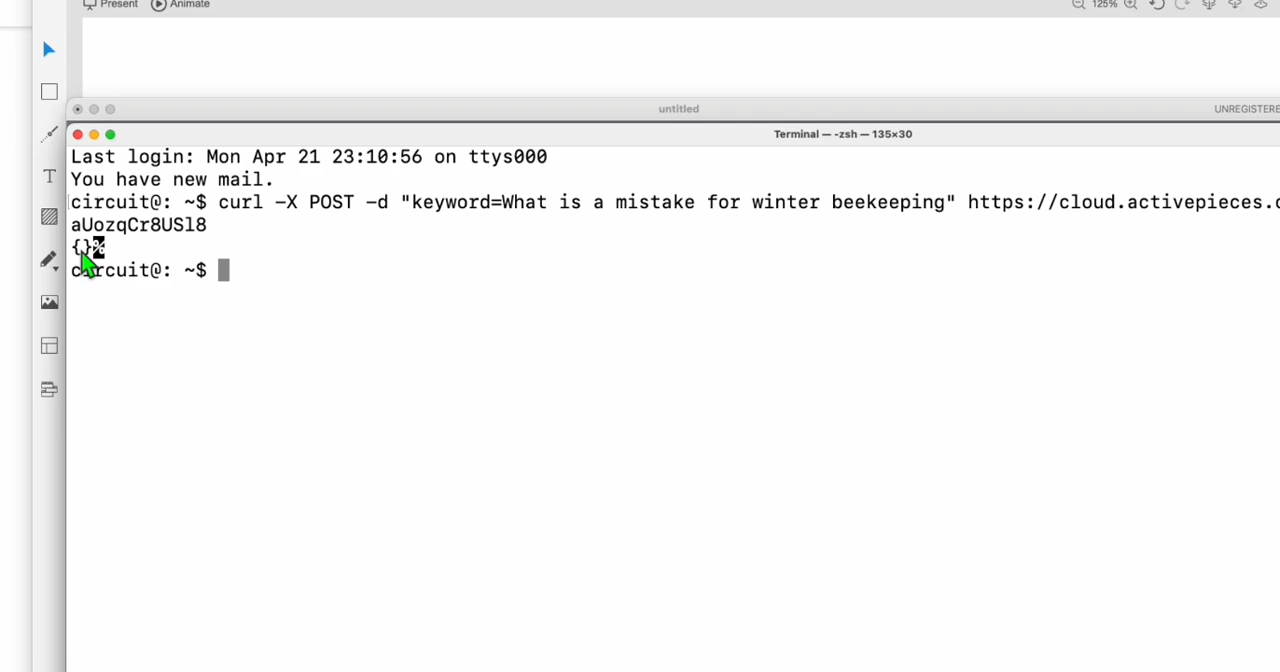 Present
Animate
125%
untitled
UNREGISTERE
Terminal — -zsh — 135×30
Last login: Mon Apr 21 23:10:56 on ttys000
You have new mail.
circuit@: ~$ curl -X POST -d "keyword=What is a mistake for winter beekeeping" https://cloud.activepieces.c
aUozqCr8USl8
{}%
circuit@: ~$